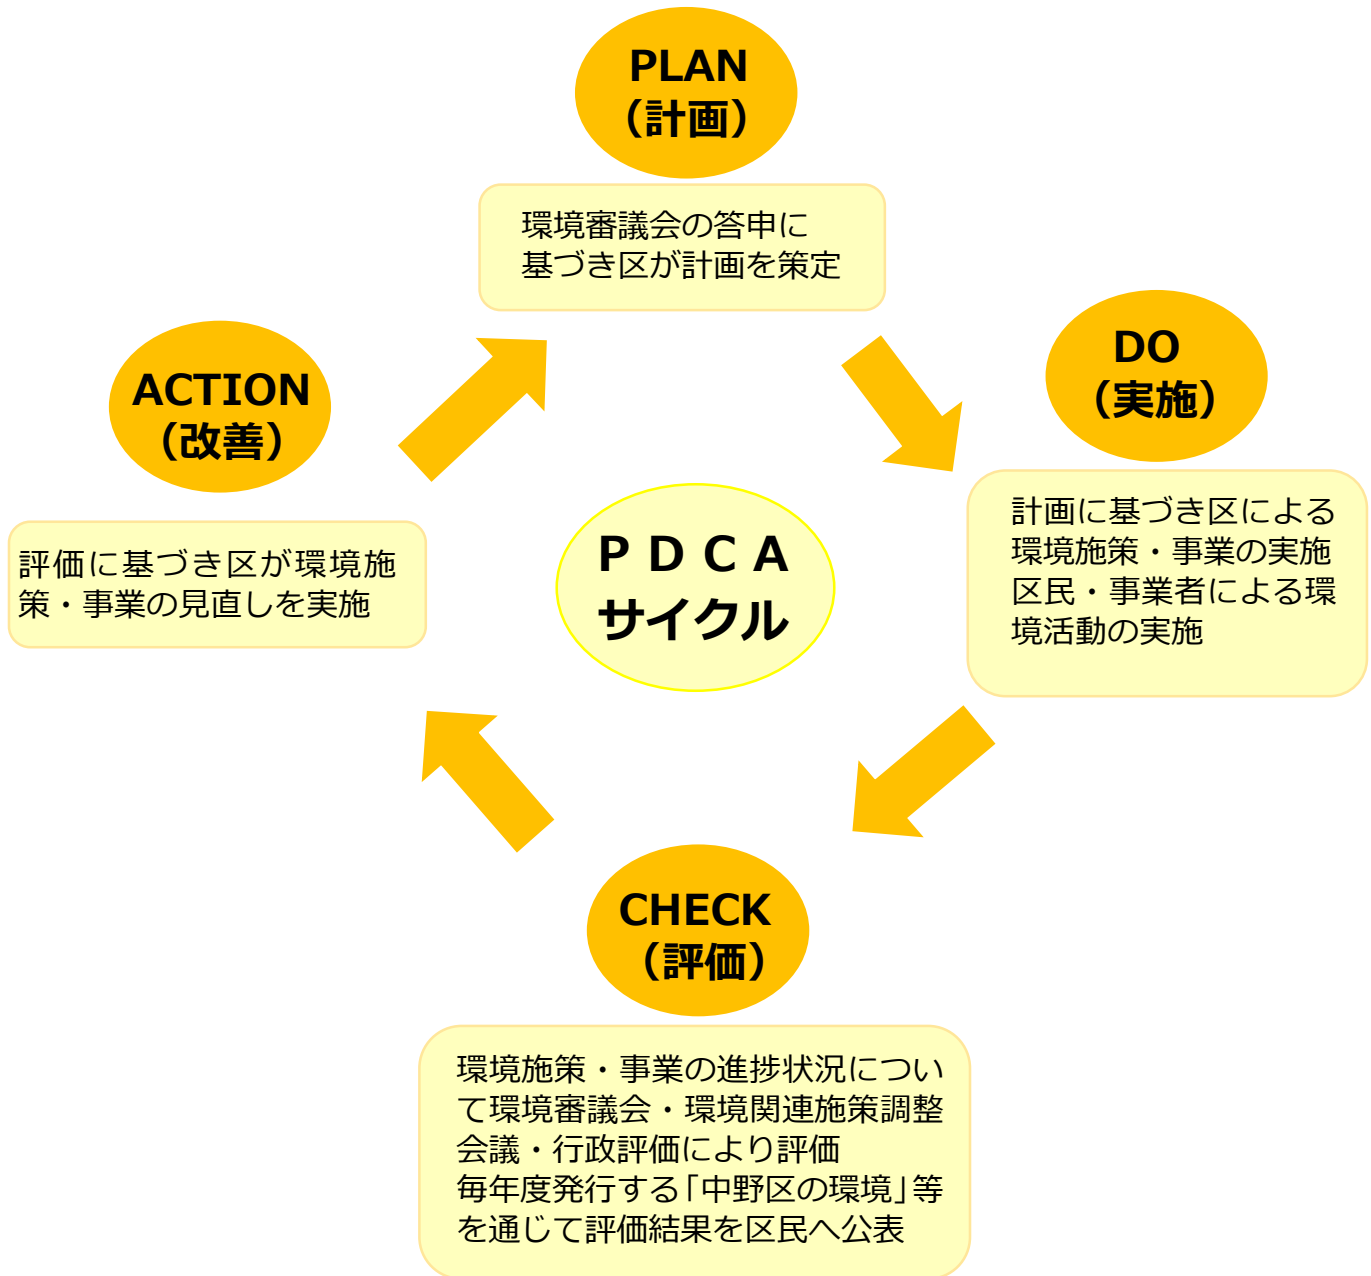 PLAN
（計画）
環境審議会の答申に
基づき区が計画を策定
DO
（実施）
計画に基づき区による
環境施策・事業の実施
区民・事業者による環
境活動の実施
CHECK
（評価）
環境施策・事業の進捗状況につい
て環境審議会・環境関連施策調整
会議・行政評価により評価
毎年度発行する「中野区の環境」等
を通じて評価結果を区民へ公表
ACTION
（改善）
評価に基づき区が環境施
策・事業の見直しを実施
ＰＤＣＡ
サイクル